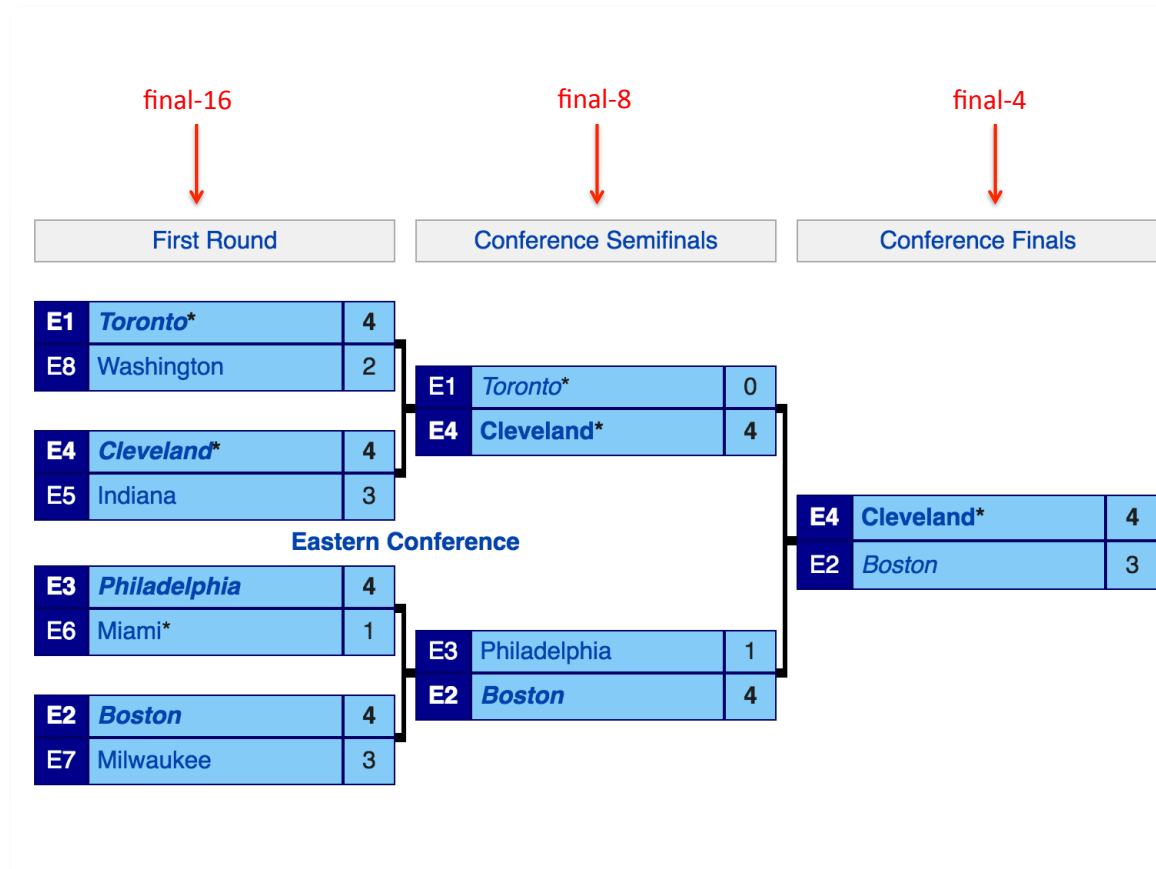 final-16 final-8 final-4
First Round Conference Semifinals Conference Finals
E1 Toronto* 4
E8 Washington 2
E1 Toronto* 0
E4 Cleveland* 4
E4 Cleveland* 4
E5 Indiana 3
E4 Cleveland* 4
E2 Boston 3
Eastern Conference
E3 Philadelphia 4
E6 Miami* 1
E3 Philadelphia 1
E2 Boston 4
E2 Boston 4
E7 Milwaukee 3